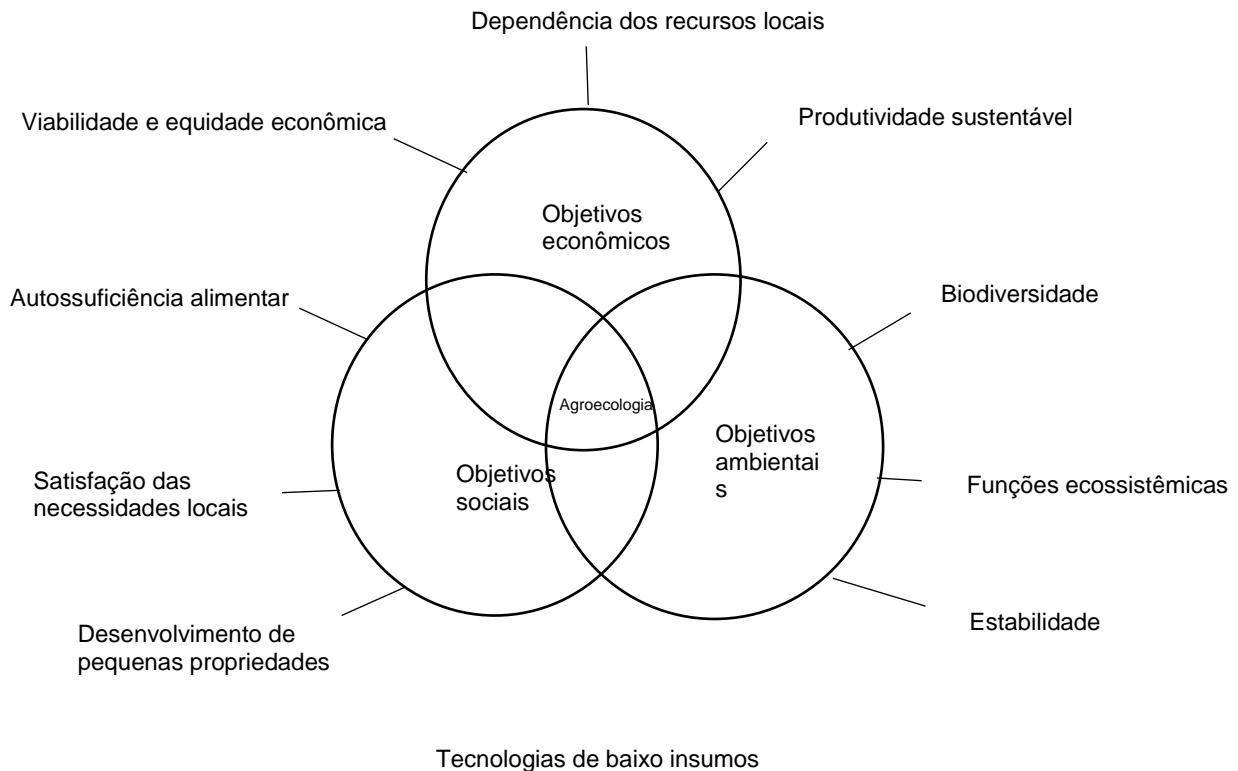 Dependência dos recursos locais
Viabilidade e equidade econômica
Produtividade sustentável
Objetivos
econômicos
Autossuficiência alimentar
Biodiversidade
Agroecologia
Objetivos
ambientai
s
Objetivos
sociais
Satisfação das
necessidades locais
Funções ecossistêmicas
Desenvolvimento de
pequenas propriedades
Estabilidade
Tecnologias de baixo insumos